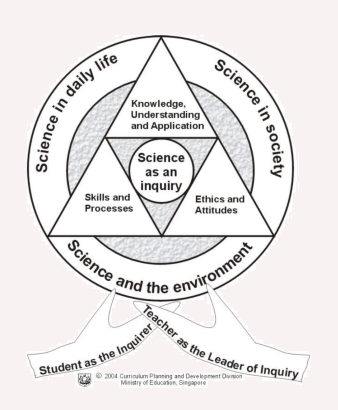 Science in daily life
Science in society
Knowledge,
Understanding
and Application
Science
as an
inquiry
Skills and
Processes
Ethics and
Attitudes
Science and the environment
Student as the Inquirer
Teacher as the Leader of Inquiry
© 2004 Curriculum Planning and Development Division
Ministry of Education, Singapore